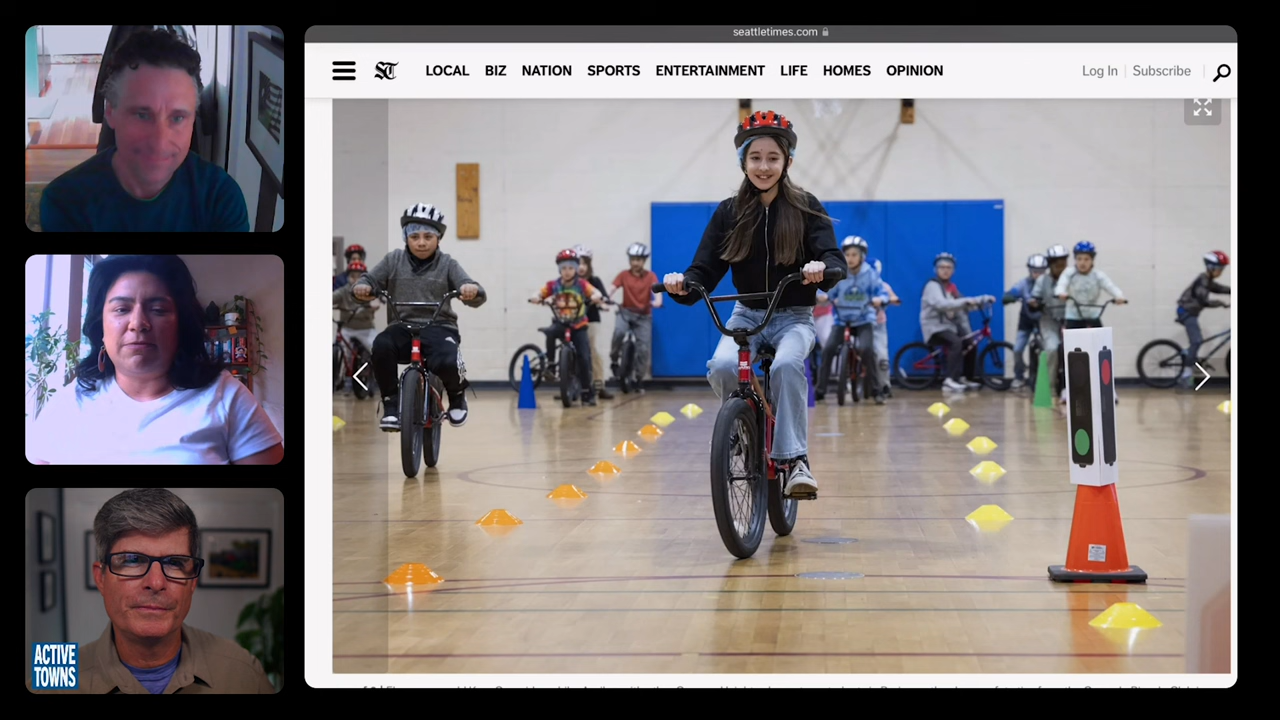 seattletimes.com
LOCAL BIZ NATION SPORTS ENTERTAINMENT LIFE HOMES OPINION
Log In | Subscribe
ACTIVE
TOWNS